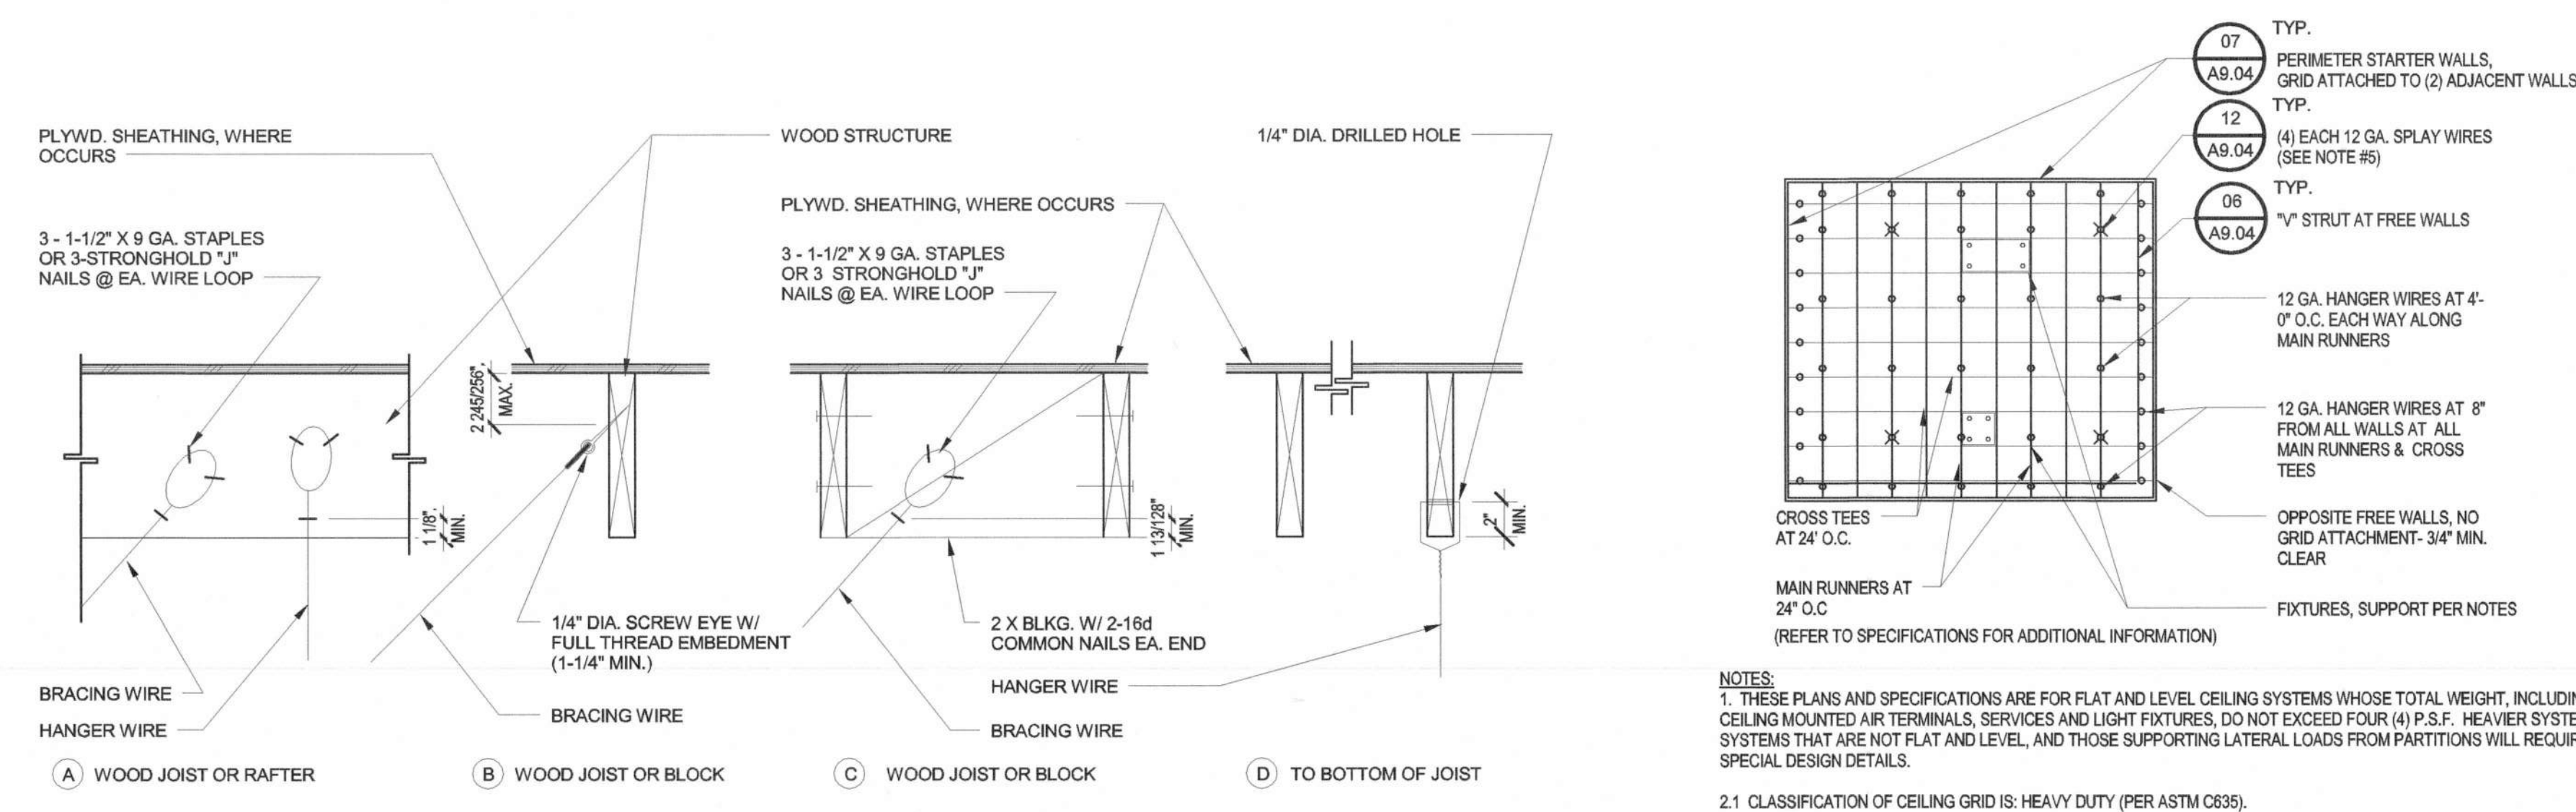 PLYWD. SHEATHING, WHERE
OCCURS
3 - 1-1/2" X 9 GA. STAPLES
OR 3-STRONGHOLD "J"
NAILS @ EA. WIRE LOOP
1 1/8",
MIN.
BRACING WIRE
HANGER WIRE
A WOOD JOIST OR RAFTER
WOOD STRUCTURE
2 245/256",
MAX.
1/4" DIA. SCREW EYE W/
FULL THREAD EMBEDMENT
(1-1/4" MIN.)
BRACING WIRE
B WOOD JOIST OR BLOCK
PLYWD. SHEATHING, WHERE OCCURS
3 - 1-1/2" X 9 GA. STAPLES
OR 3 STRONGHOLD "J"
NAILS @ EA. WIRE LOOP
1 13/128"
MIN.
2 X BLKG. W/ 2-16d
COMMON NAILS EA. END
HANGER WIRE
BRACING WIRE
C WOOD JOIST OR BLOCK
1/4" DIA. DRILLED HOLE
2"
MIN.
D TO BOTTOM OF JOIST
07
A9.04
TYP.
PERIMETER STARTER WALLS,
GRID ATTACHED TO (2) ADJACENT WALLS
12
A9.04
TYP.
(4) EACH 12 GA. SPLAY WIRES
(SEE NOTE #5)
06
A9.04
TYP.
"V" STRUT AT FREE WALLS
12 GA. HANGER WIRES AT 4'-
0" O.C. EACH WAY ALONG
MAIN RUNNERS
12 GA. HANGER WIRES AT 8"
FROM ALL WALLS AT ALL
MAIN RUNNERS & CROSS
TEES
OPPOSITE FREE WALLS, NO
GRID ATTACHMENT- 3/4" MIN.
CLEAR
FIXTURES, SUPPORT PER NOTES
CROSS TEES
AT 24' O.C.
MAIN RUNNERS AT
24" O.C
(REFER TO SPECIFICATIONS FOR ADDITIONAL INFORMATION)
NOTES:
1. THESE PLANS AND SPECIFICATIONS ARE FOR FLAT AND LEVEL CEILING SYSTEMS WHOSE TOTAL WEIGHT, INCLUDIN
CEILING MOUNTED AIR TERMINALS, SERVICES AND LIGHT FIXTURES, DO NOT EXCEED FOUR (4) P.S.F. HEAVIER SYSTE
SYSTEMS THAT ARE NOT FLAT AND LEVEL, AND THOSE SUPPORTING LATERAL LOADS FROM PARTITIONS WILL REQUIR
SPECIAL DESIGN DETAILS.
2.1 CLASSIFICATION OF CEILING GRID IS: HEAVY DUTY (PER ASTM C635).